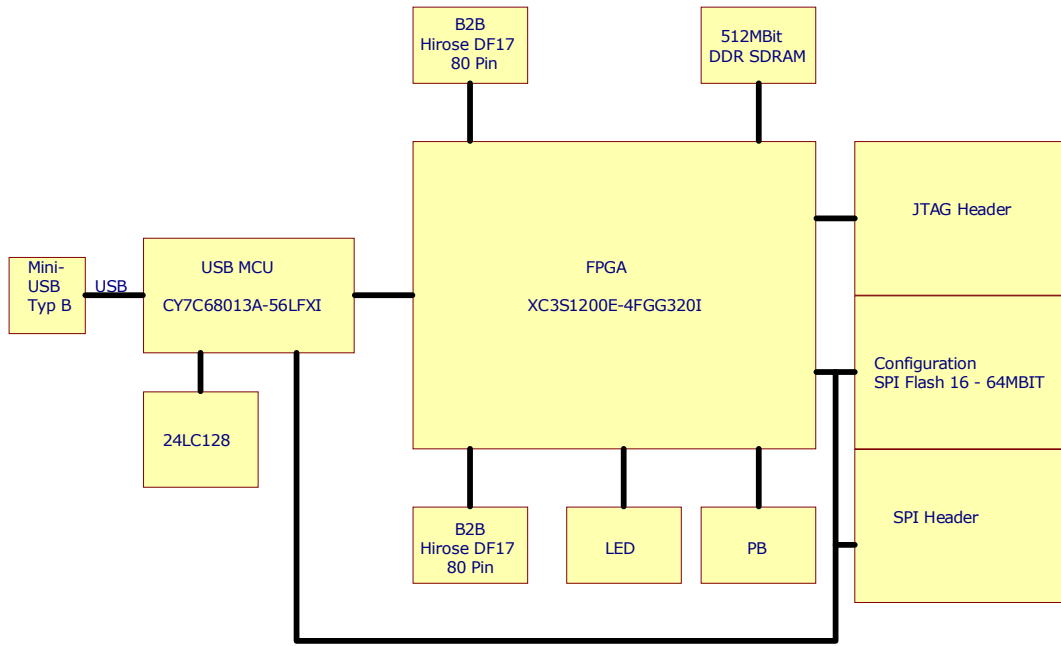 B2B
Hirose DF17
80 Pin
512MBit
DDR SDRAM
JTAG Header
Mini-
USB
Typ B
USB
USB MCU
CY7C68013A-56LFXI
FPGA
XC3S1200E-4FGG320I
Configuration
SPI Flash 16 - 64MBIT
24LC128
SPI Header
B2B
Hirose DF17
80 Pin
LED
PB